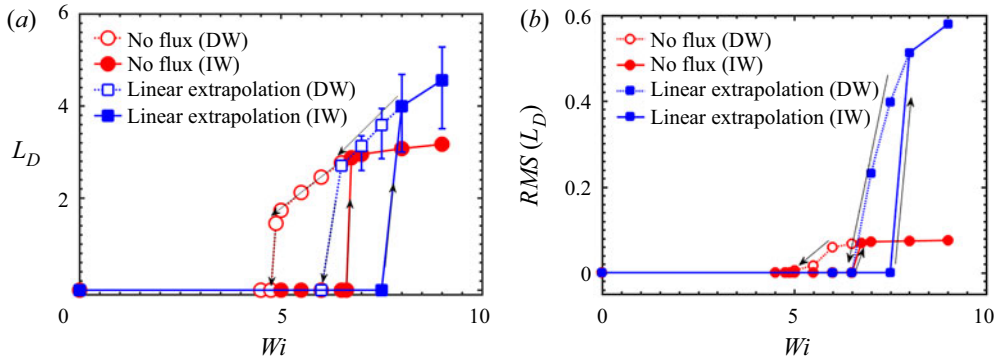 (a)
6
No flux (DW)
No flux (IW)
Linear extrapolation (DW)
Linear extrapolation (IW)
4
L_D
2
0
0
5
10
Wi
(b)
0.6
No flux (DW)
No flux (IW)
Linear extrapolation (DW)
Linear extrapolation (IW)
0.4
RMS (L_D)
0.2
0
0
5
10
Wi